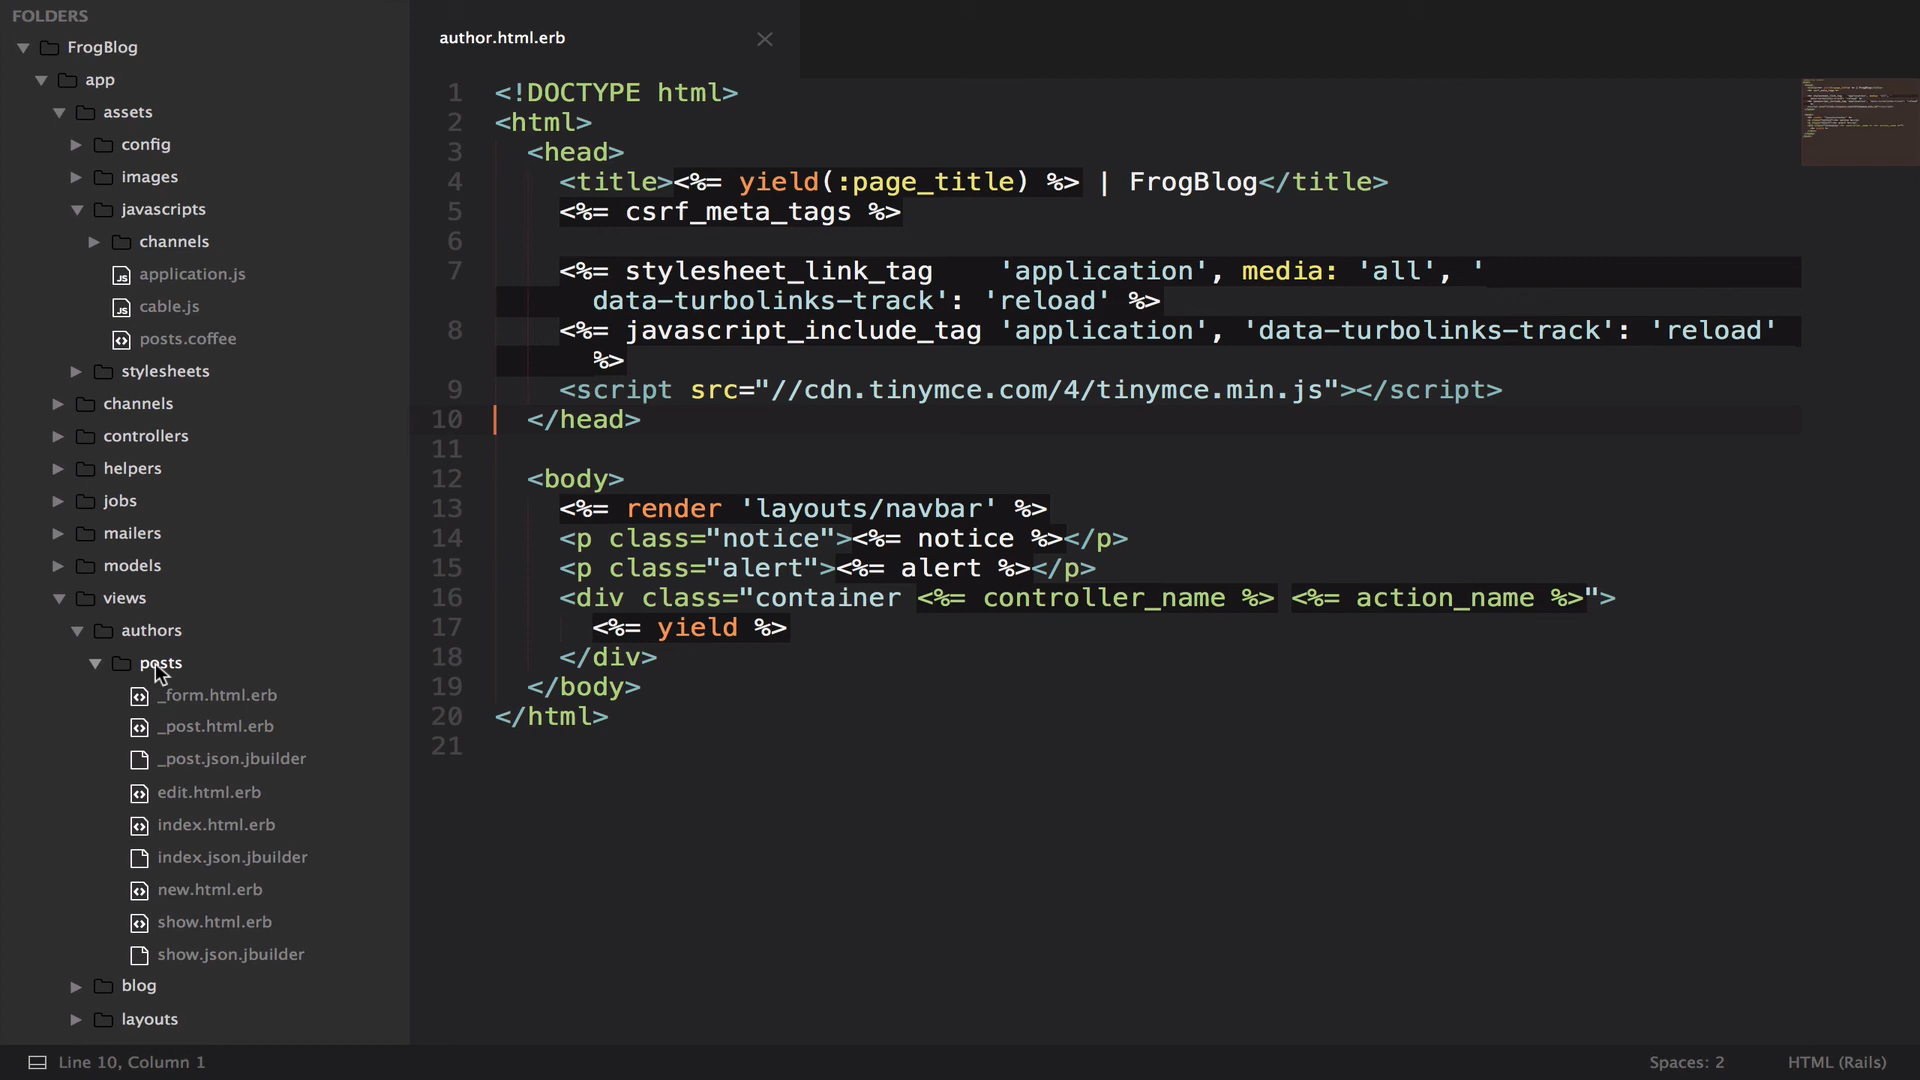 FOLDERS
FrogBlog
app
assets
config
images
javascripts
channels
application.js
cable.js
posts.coffee
stylesheets
channels
controllers
helpers
jobs
mailers
models
views
authors
posts
_form.html.erb
_post.html.erb
_post.json.jbuilder
edit.html.erb
index.html.erb
index.json.jbuilder
new.html.erb
show.html.erb
show.json.jbuilder
blog
layouts
author.html.erb
1 <!DOCTYPE html>
2 <html>
3 <head>
4 <title><%= yield(:page_title) %> | FrogBlog</title>
5 <%= csrf_meta_tags %>
6
7 <%= stylesheet_link_tag    'application', media: 'all', '
data-turbolinks-track': 'reload' %>
8 <%= javascript_include_tag 'application', 'data-turbolinks-track': 'reload'
%>
9 <script src="//cdn.tinymce.com/4/tinymce.min.js"></script>
10 </head>
11
12 <body>
13 <%= render 'layouts/navbar' %>
14 <p class="notice"><%= notice %></p>
15 <p class="alert"><%= alert %></p>
16 <div class="container <%= controller_name %> <%= action_name %>">
17 <%= yield %>
18 </div>
19 </body>
20 </html>
21
Line 10, Column 1
Spaces: 2
HTML (Rails)